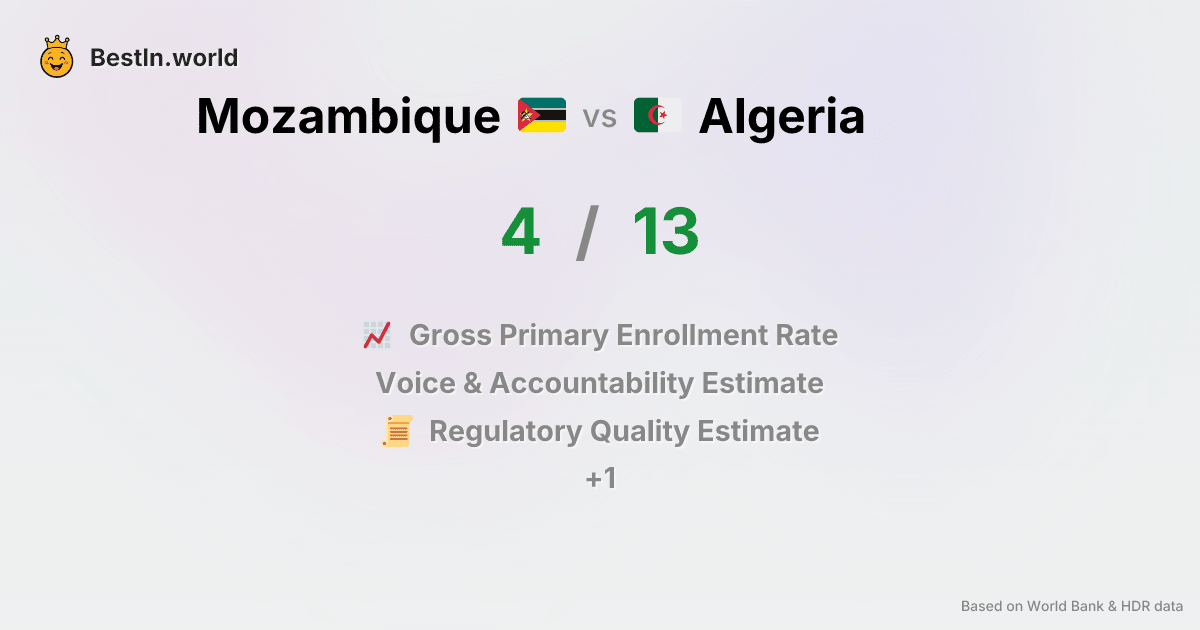 BestIn.world
Mozambique vs Algeria
4 / 13
Gross Primary Enrollment Rate
Voice & Accountability Estimate
Regulatory Quality Estimate
+1
Based on World Bank & HDR data